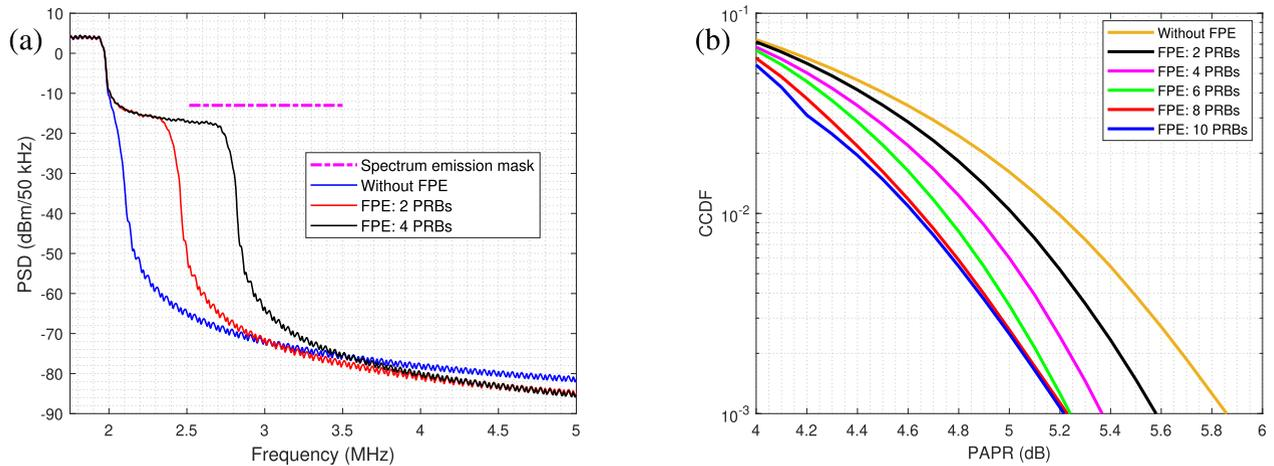 (a)
10
0
-10
-20
-30
-40
-50
-60
-70
-80
-90
PSD (dBm/50 kHz)
Spectrum emission mask
Without FPE
FPE: 2 PRBs
FPE: 4 PRBs
2
2.5
3
3.5
4
4.5
5
Frequency (MHz)
(b)
10-1
10-2
10-3
CCDF
Without FPE
FPE: 2 PRBs
FPE: 4 PRBs
FPE: 6 PRBs
FPE: 8 PRBs
FPE: 10 PRBs
4
4.2
4.4
4.6
4.8
5
5.2
5.4
5.6
5.8
6
PAPR (dB)